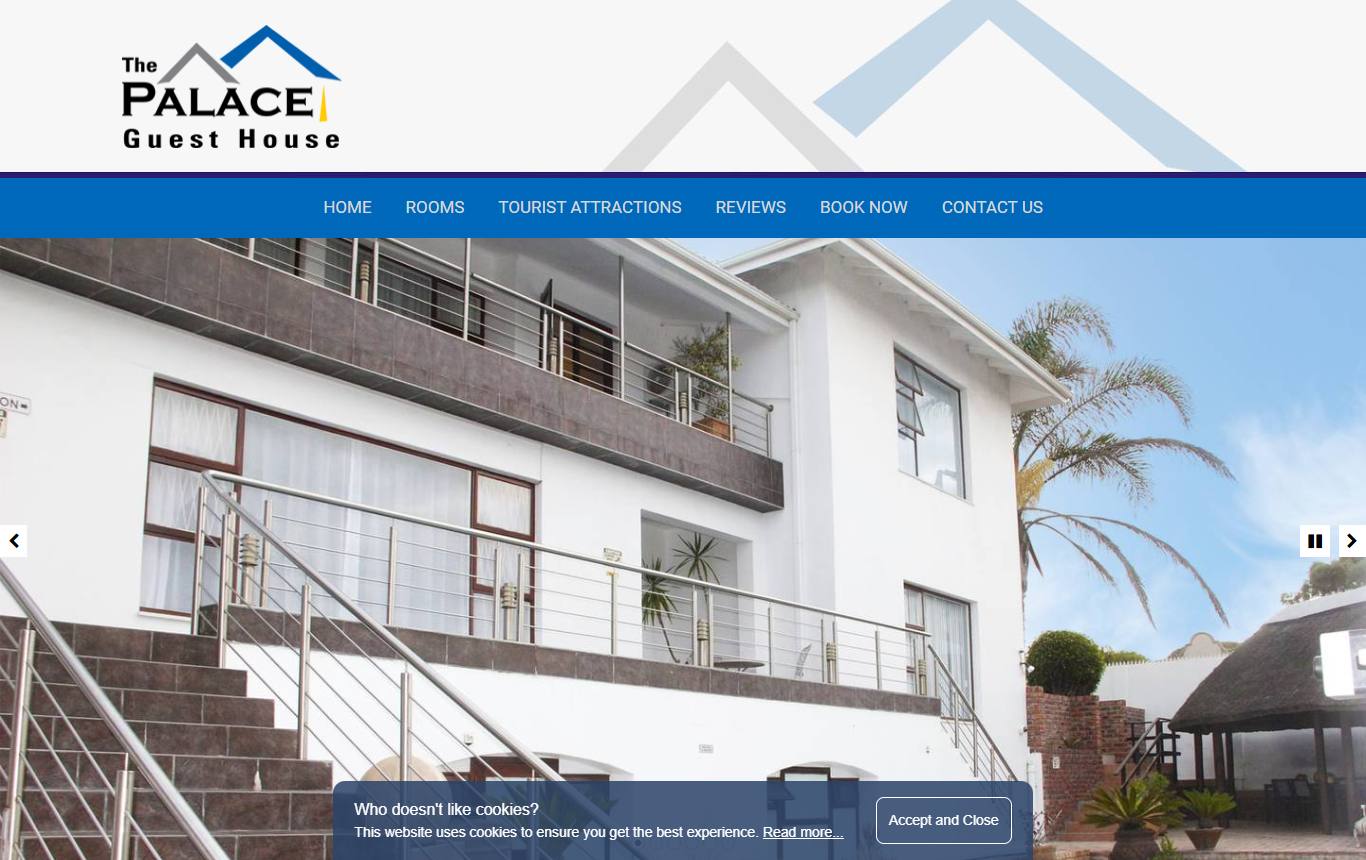 The
PALACE
Guest House
HOME ROOMS TOURIST ATTRACTIONS REVIEWS BOOK NOW CONTACT US
ON
Who doesn't like cookies?
This website uses cookies to ensure you get the best experience. Read more...
Accept and Close